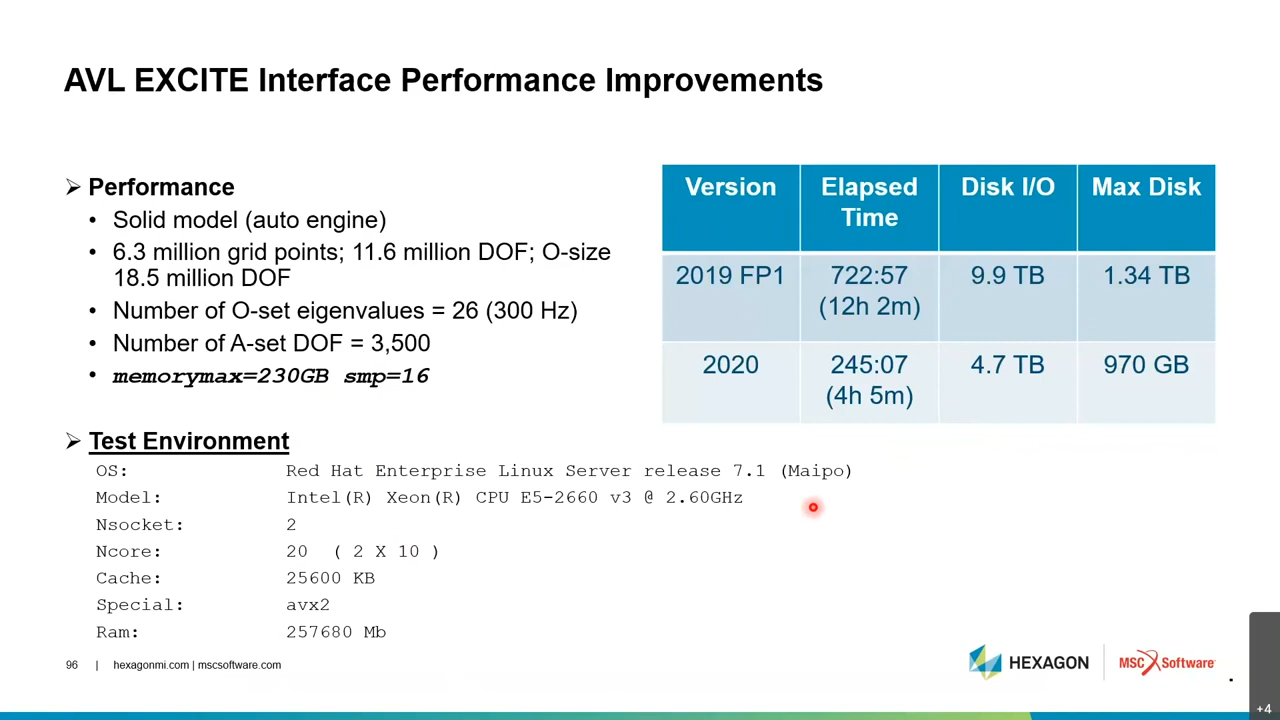 AVL EXCITE Interface Performance Improvements
➢ Performance
• Solid model (auto engine)
• 6.3 million grid points; 11.6 million DOF; O-size
18.5 million DOF
• Number of O-set eigenvalues = 26 (300 Hz)
• Number of A-set DOF = 3,500
• memorymax=230GB smp=16
Version Elapsed Time Disk I/O Max Disk
2019 FP1 722:57 (12h 2m) 9.9 TB 1.34 TB
2020 245:07 (4h 5m) 4.7 TB 970 GB
➢ Test Environment
OS: Red Hat Enterprise Linux Server release 7.1 (Maipo)
Model: Intel(R) Xeon(R) CPU E5-2660 v3 @ 2.60GHz
Nsocket: 2
Ncore: 20 ( 2 X 10 )
Cache: 25600 KB
Special: avx2
Ram: 257680 Mb
96 | hexagonmi.com | mscsoftware.com
HEXAGON | MSC Software
+4